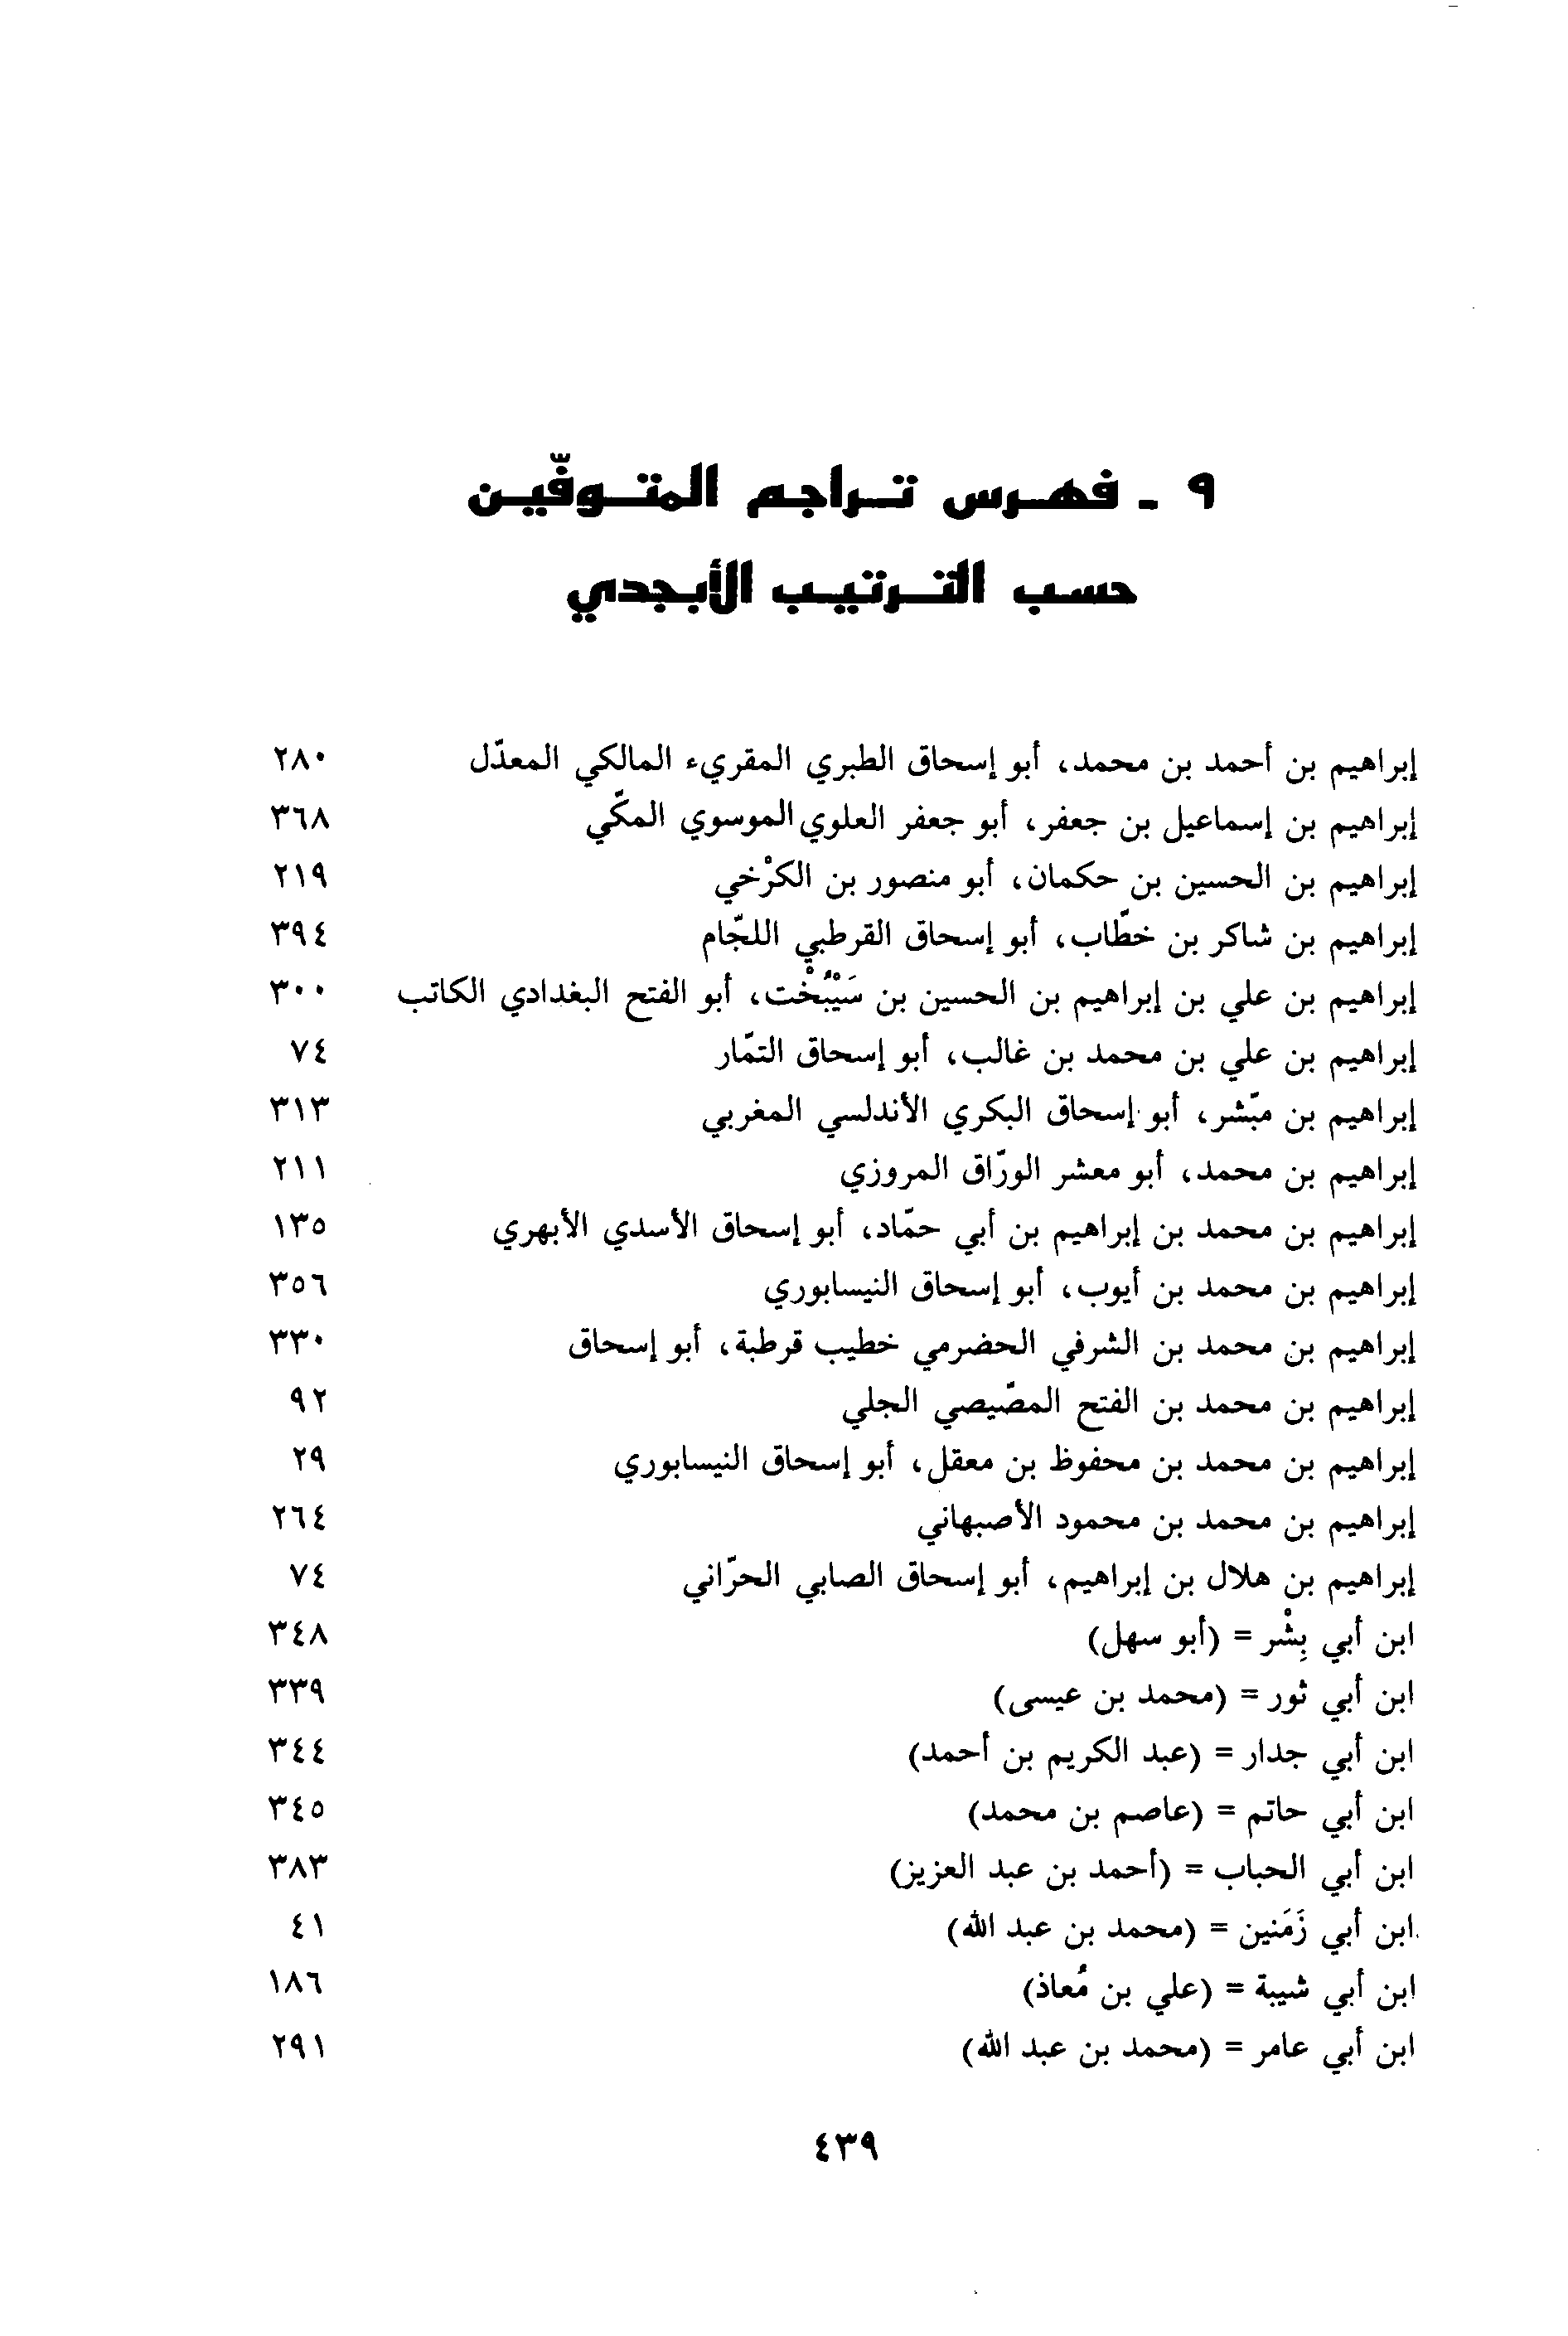 ٩ - فهرس تراجم المتوفّين
حسب الترتيب الأبجدي
إبراهيم بن أحمد بن محمد، أبو إسحاق الطبري المقريء المالكي المعدّل ٢٨٠
إبراهيم بن إسماعيل بن جعفر، أبو جعفر العلوي الموسوي المكّي ٣٦٨
إبراهيم بن الحسين بن حكمان، أبو منصور بن الكرْخي ٢١٩
إبراهيم بن شاكر بن خطّاب، أبو إسحاق القرطبي اللجّام ٣٩٤
إبراهيم بن علي بن إبراهيم بن الحسين بن سَيْبُخْت، أبو الفتح البغدادي الكاتب ٣٠٠
إبراهيم بن علي بن محمد بن غالب، أبو إسحاق التمّار ٧٤
إبراهيم بن مبّشر، أبو إسحاق البكري الأندلسي المغربي ٣١٣
إبراهيم بن محمد، أبو معشر الورّاق المروزي ٢١١
إبراهيم بن محمد بن إبراهيم بن أبي حمّاد، أبو إسحاق الأسدي الأبهري ١٣٥
إبراهيم بن محمد بن أيوب، أبو إسحاق النيسابوري ٣٥٦
إبراهيم بن محمد بن الشرفي الحضرمي خطيب قرطبة، أبو إسحاق ٣٣٠
إبراهيم بن محمد بن الفتح المصّيصي الجلي ٩٢
إبراهيم بن محمد بن محفوظ بن معقل، أبو إسحاق النيسابوري ٢٩
إبراهيم بن محمد بن محمود الأصبهاني ٢٦٤
إبراهيم بن هلال بن إبراهيم، أبو إسحاق الصابي الحرّاني ٧٤
ابن أبي بِشْر = (أبو سهل) ٣٤٨
ابن أبي ثور = (محمد بن عيسى) ٣٣٩
ابن أبي جدار = (عبد الكريم بن أحمد) ٣٤٤
ابن أبي حاتم = (عاصم بن محمد) ٣٤٥
ابن أبي الحباب = (أحمد بن عبد العزيز) ٣٨٣
ابن أبي زَمَنين = (محمد بن عبد الله) ٤١
ابن أبي شيبة = (علي بن مُعاذ) ١٨٦
ابن أبي عامر = (محمد بن عبد الله) ٢٩١
٤٣٩